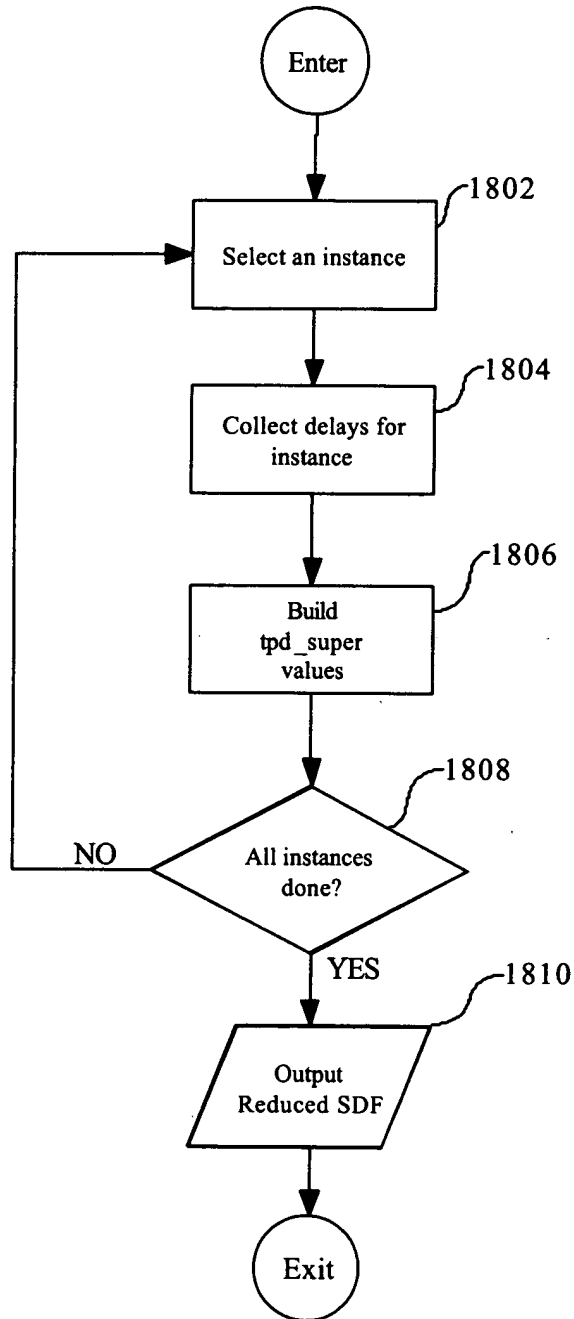 Enter
1802
Select an instance
1804
Collect delays for
instance
1806
Build
tpd_super
values
1808
All instances
done?
NO
YES
1810
Output
Reduced SDF
Exit